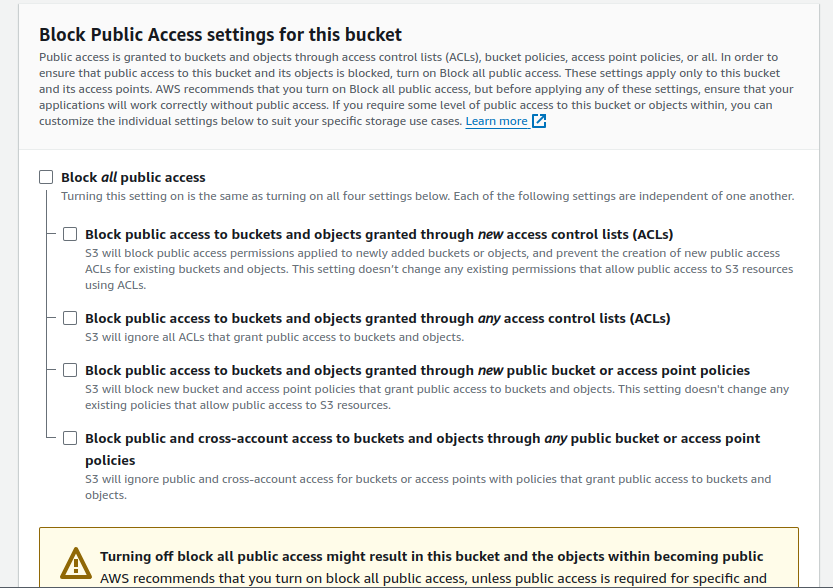 Block Public Access settings for this bucket
Public access is granted to buckets and objects through access control lists (ACLs), bucket policies, access point policies, or all. In order to
ensure that public access to this bucket and its objects is blocked, turn on Block all public access. These settings apply only to this bucket
and its access points. AWS recommends that you turn on Block all public access, but before applying any of these settings, ensure that your
applications will work correctly without public access. If you require some level of public access to this bucket or objects within, you can
customize the individual settings below to suit your specific storage use cases. Learn more
Block all public access
Turning this setting on is the same as turning on all four settings below. Each of the following settings are independent of one another.
Block public access to buckets and objects granted through new access control lists (ACLs)
S3 will block public access permissions applied to newly added buckets or objects, and prevent the creation of new public access
ACLs for existing buckets and objects. This setting doesn't change any existing permissions that allow public access to S3 resources
using ACLs.
Block public access to buckets and objects granted through any access control lists (ACLs)
S3 will ignore all ACLs that grant public access to buckets and objects.
Block public access to buckets and objects granted through new public bucket or access point policies
S3 will block new bucket and access point policies that grant public access to buckets and objects. This setting doesn't change any
existing policies that allow public access to S3 resources.
Block public and cross-account access to buckets and objects through any public bucket or access point
policies
S3 will ignore public and cross-account access for buckets or access points with policies that grant public access to buckets and
objects.
Turning off block all public access might result in this bucket and the objects within becoming public
AWS recommends that you turn on block all public access, unless public access is required for specific and